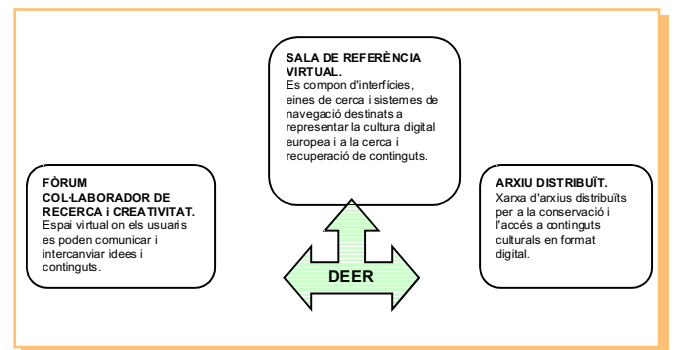 SALA DE REFERÈNCIA
VIRTUAL.
Es compon d'interfícies,
eines de cerca i sistemes de
navegació destinats a
representar la cultura digital
europea i a la cerca i
recuperació de continguts.
FÒRUM
COL·LABORADOR DE
RECERCA i CREATIVITAT.
Espai virtual on els usuaris
es poden comunicar i
intercanviar idees i
continguts.
ARXIU DISTRIBUÏT.
Xarxa d'arxius distribuïts
per a la conservació i
l'accés a continguts
culturals en format
digital.
DEER